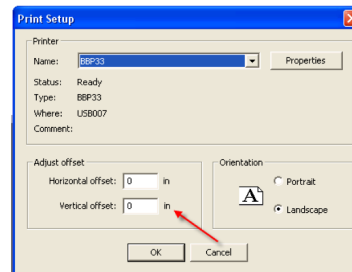 Print Setup
Printer
Name: BBP33 Properties
Status: Ready
Type: BBP33
Where: USB007
Comment:
Adjust offset Orientation
Horizontal offset: 0 in Portrait
Vertical offset: 0 in A Landscape
OK Cancel